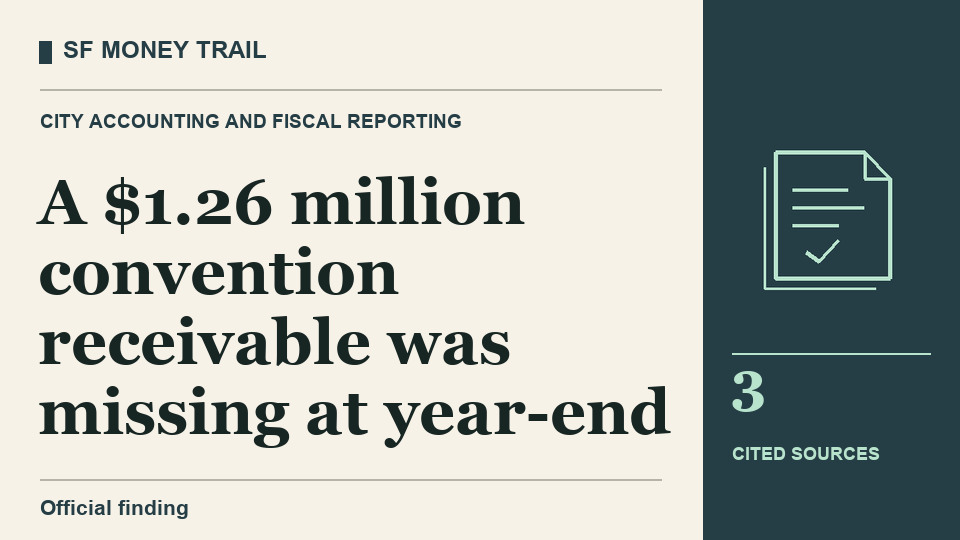 SF MONEY TRAIL
CITY ACCOUNTING AND FISCAL REPORTING
A $1.26 million
convention
receivable was
missing at year-end
Official finding
3
CITED SOURCES